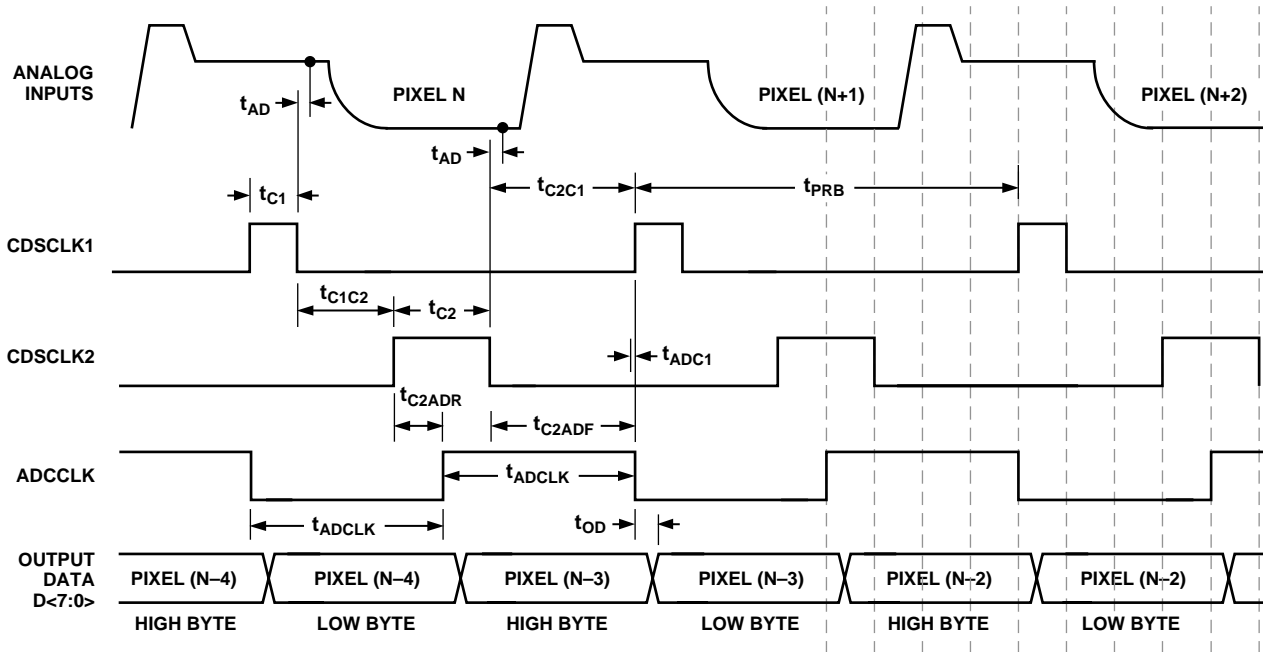 ANALOG
INPUTS
PIXEL N
PIXEL (N+1)
PIXEL (N+2)
tAD
tAD
tC1
tC2C1
tPRB
CDSCLK1
tC1C2
tC2
CDSCLK2
tADC1
tC2ADR
tC2ADF
ADCCLK
tADCLK
tADCLK
tOD
OUTPUT
DATA
D<7:0>
PIXEL (N–4)
PIXEL (N–4)
PIXEL (N–3)
PIXEL (N–3)
PIXEL (N–2)
PIXEL (N–2)
HIGH BYTE
LOW BYTE
HIGH BYTE
LOW BYTE
HIGH BYTE
LOW BYTE